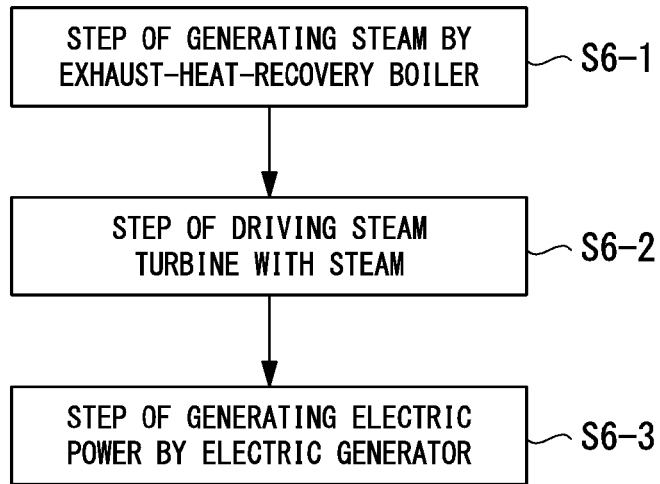 STEP OF GENERATING STEAM BY
EXHAUST-HEAT-RECOVERY BOILER
S6-1
STEP OF DRIVING STEAM
TURBINE WITH STEAM
S6-2
STEP OF GENERATING ELECTRIC
POWER BY ELECTRIC GENERATOR
S6-3